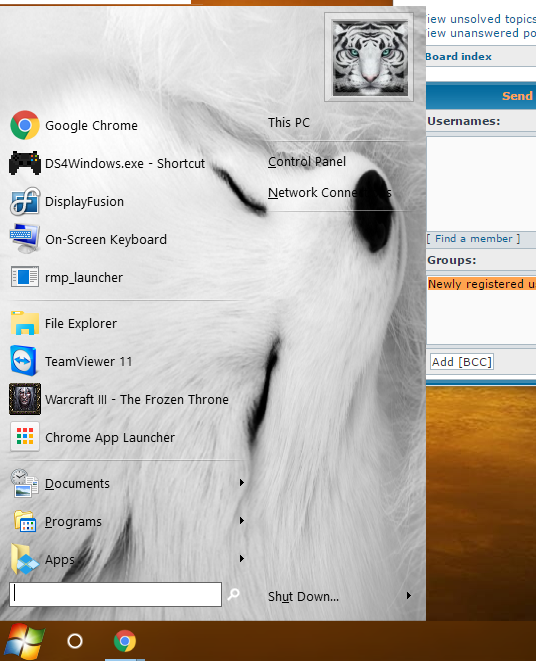 Google Chrome
DS4Windows.exe - Shortcut
DisplayFusion
On-Screen Keyboard
rmp_launcher
File Explorer
TeamViewer 11
Warcraft III - The Frozen Throne
Chrome App Launcher
Documents
Programs
Apps
This PC
Control Panel
Network Connections
Shut Down...
iew unsolved topics
iew unanswered po
Board index
Send
Usernames:
[ Find a member ]
Groups:
Newly registered u
Add [BCC]